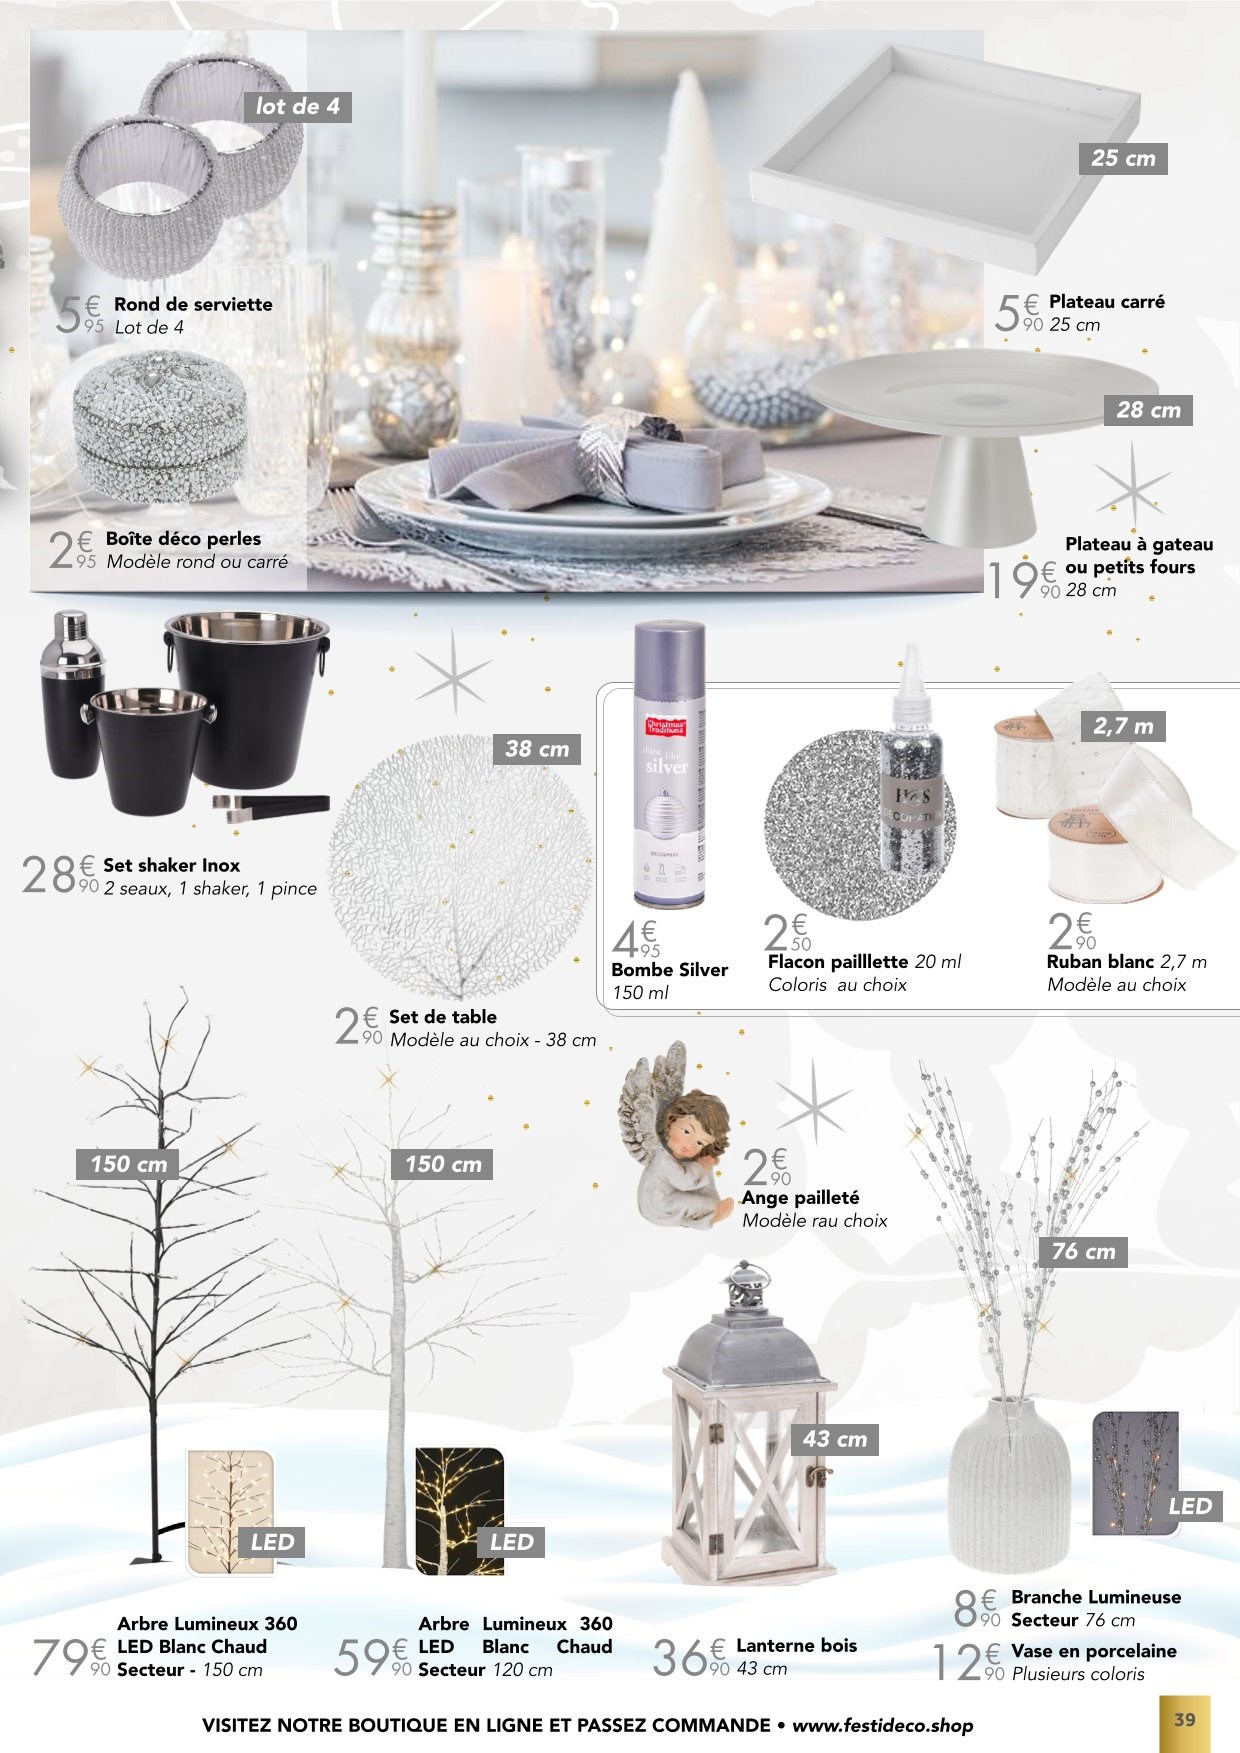 lot de 4
25 cm
5€95 Rond de serviette
Lot de 4
5€90 Plateau carré
25 cm
28 cm
2€95 Boîte déco perles
Modèle rond ou carré
19€90 Plateau à gateau
ou petits fours
28 cm
38 cm
Christmas
Traditions
shine like
silver
H&S
DECORATION
2,7 m
28€90 Set shaker Inox
2 seaux, 1 shaker, 1 pince
4€95
Bombe Silver
150 ml
2€50
Flacon pailllette 20 ml
Coloris au choix
2€90
Ruban blanc 2,7 m
Modèle au choix
2€90 Set de table
Modèle au choix - 38 cm
150 cm
150 cm
2€90
Ange pailleté
Modèle rau choix
76 cm
43 cm
LED
LED
LED
79€90 Arbre Lumineux 360
LED Blanc Chaud
Secteur - 150 cm
59€90 Arbre Lumineux 360
LED Blanc Chaud
Secteur 120 cm
36€90 Lanterne bois
43 cm
8€90 Branche Lumineuse
Secteur 76 cm
12€90 Vase en porcelaine
Plusieurs coloris
VISITEZ NOTRE BOUTIQUE EN LIGNE ET PASSEZ COMMANDE • www.festideco.shop
39